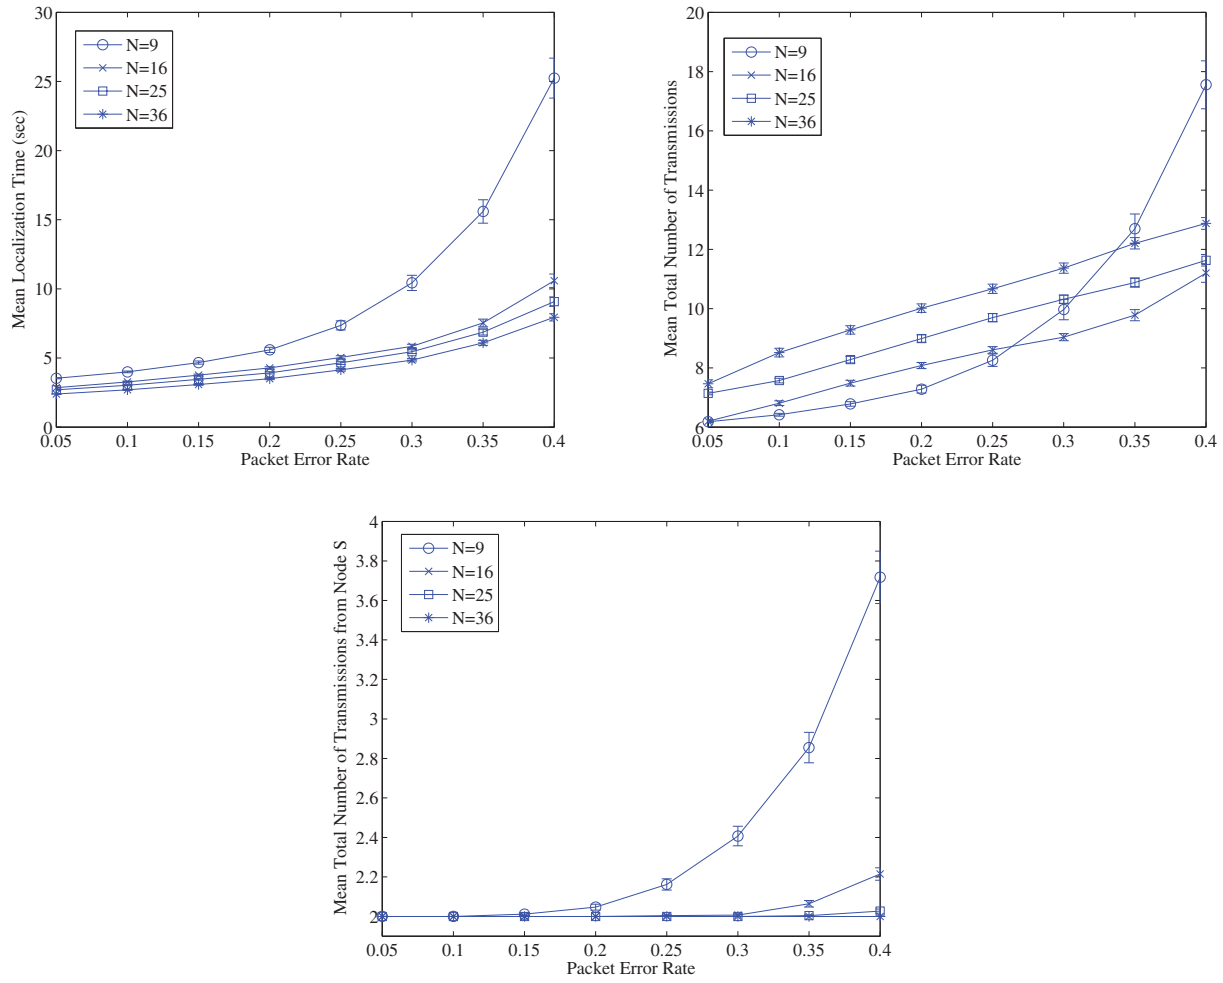 30
25
20
15
10
5
0
Mean Localization Time (sec)
N=9
N=16
N=25
N=36
0.05 0.1 0.15 0.2 0.25 0.3 0.35 0.4
Packet Error Rate
20
18
16
14
12
10
8
6
Mean Total Number of Transmissions
N=9
N=16
N=25
N=36
0.05 0.1 0.15 0.2 0.25 0.3 0.35 0.4
Packet Error Rate
4
3.8
3.6
3.4
3.2
3
2.8
2.6
2.4
2.2
2
Mean Total Number of Transmissions from Node S
N=9
N=16
N=25
N=36
0.05 0.1 0.15 0.2 0.25 0.3 0.35 0.4
Packet Error Rate